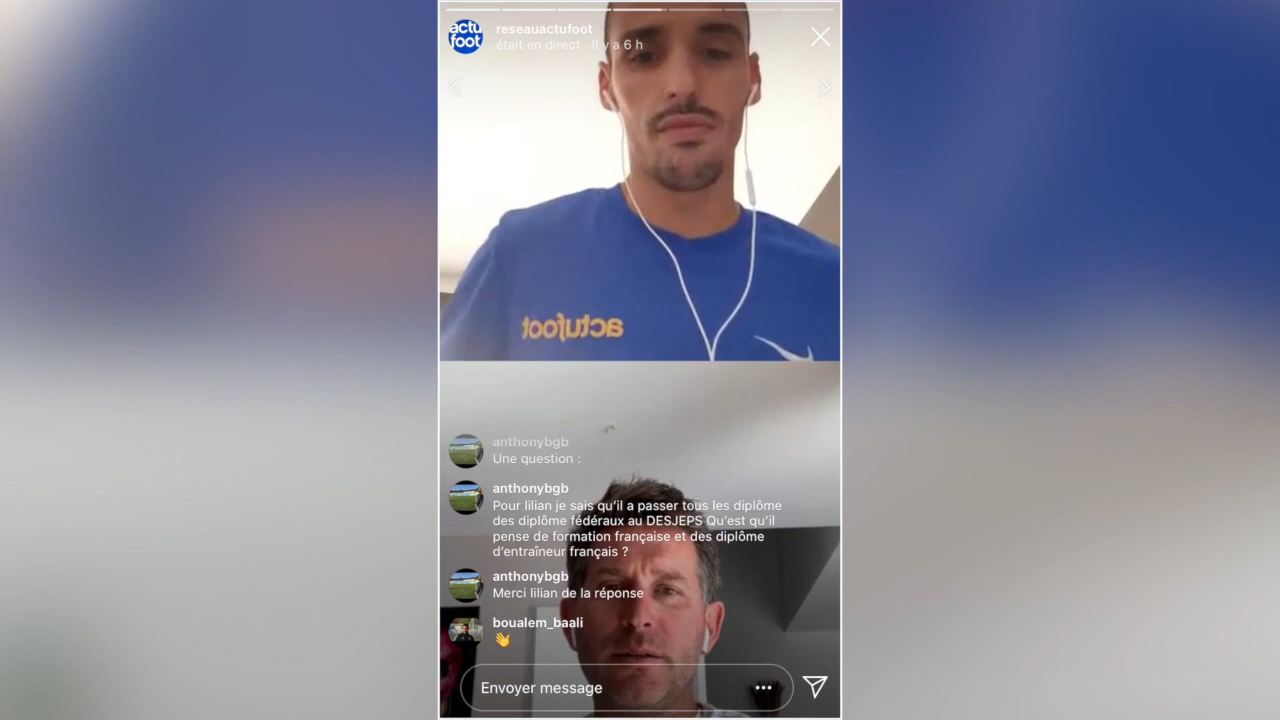 actu
foot
reseauactufoot
était en direct · Il y a 6 h
actufoot
anthonybgb
Une question :
anthonybgb
Pour lilian je sais qu'il a passer tous les diplôme
des diplôme fédéraux au DESJEPS Qu'est qu'il
pense de formation française et des diplôme
d'entraîneur français ?
anthonybgb
Merci lilian de la réponse
boualem_baali
👋
Envoyer message